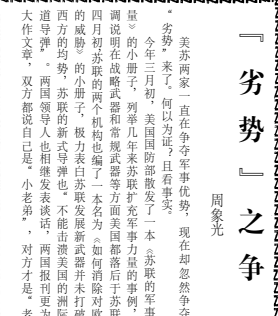 『劣势』之争
周象光
美苏两家一直在争夺军事优势，现在却忽然争夺
“劣势”来了。何以为证？且看事实。
今年三月初，美国国防部散发了一本《苏联的军事
力量》的小册子，列举几年来苏联扩充军事力量的事例，
强调说明在战略武器和常规武器等方面美国都落后于苏联
四月初，苏联的两个机构也编了一本名为《如何消除对欧
的威胁》的小册子，极力表白苏联发展新武器并未打破
西方的均势，苏联的新式导弹也“不能击溃美国的洲际
道导弹”。两国领导人也相继发表谈话，两国报刊更为
大作文章，双方都说自己是“小老弟”，对方才是“老